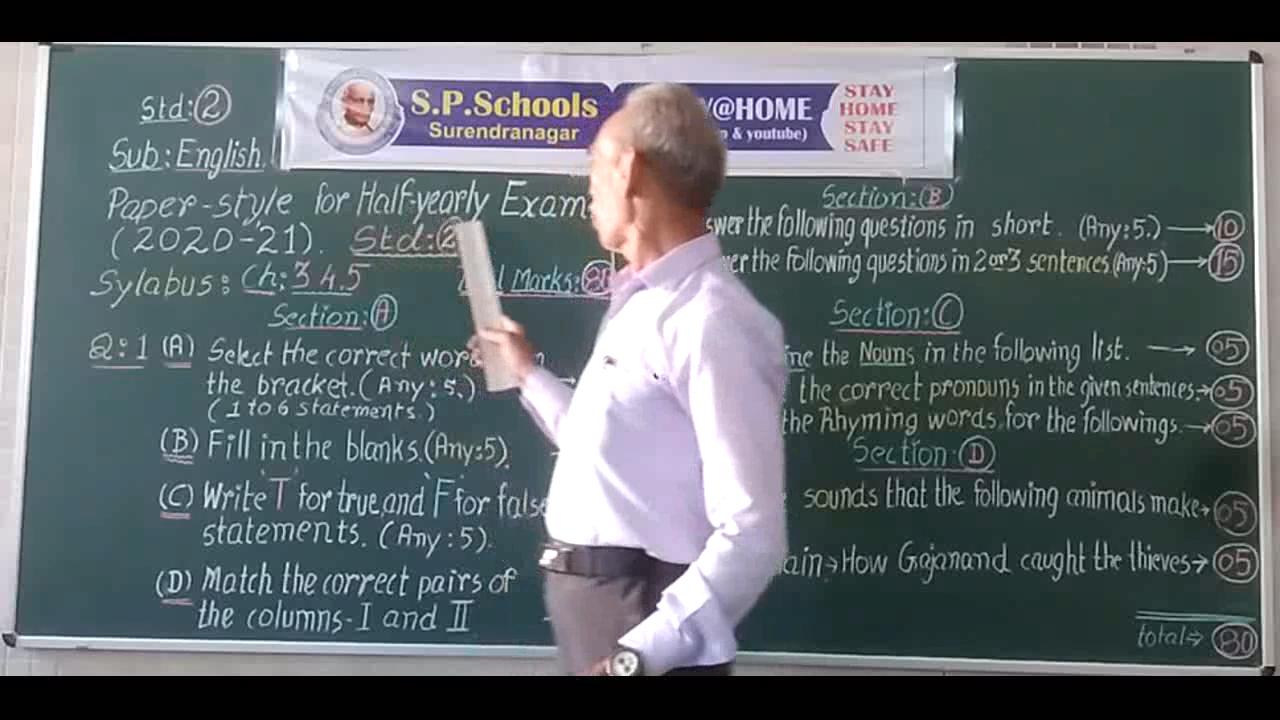 S.P.Schools
Surendranagar
Y@HOME
& youtube)
STAY
HOME
STAY
SAFE
Std: 2
Sub: English.
Paper-style for Half-yearly Exam
(2020-21). Std: 2
Sylabus: Ch: 3 4.5 Marks: 80
Section: A
Q:1 (A) Select the correct word
the bracket. (Any: 5.)
(1 to 6 statements.)
(B) Fill in the blanks. (Any:5).
(C) Write 'T' for true, and 'F' for false
statements. (Any: 5).
(D) Match the correct pairs of
the columns-I and II
Section: B
the following questions in short. (Any: 5.) → 10
the following questions in 2 or 3 sentences. (Any-5) → 15
Section: C
the Nouns in the following list. → 05
the correct pronouns in the given sentences. → 05
the Rhyming words for the followings. → 05
Section. D
sounds that the following animals make → 05
→ How Gajanand caught the thieves → 05
total → 80